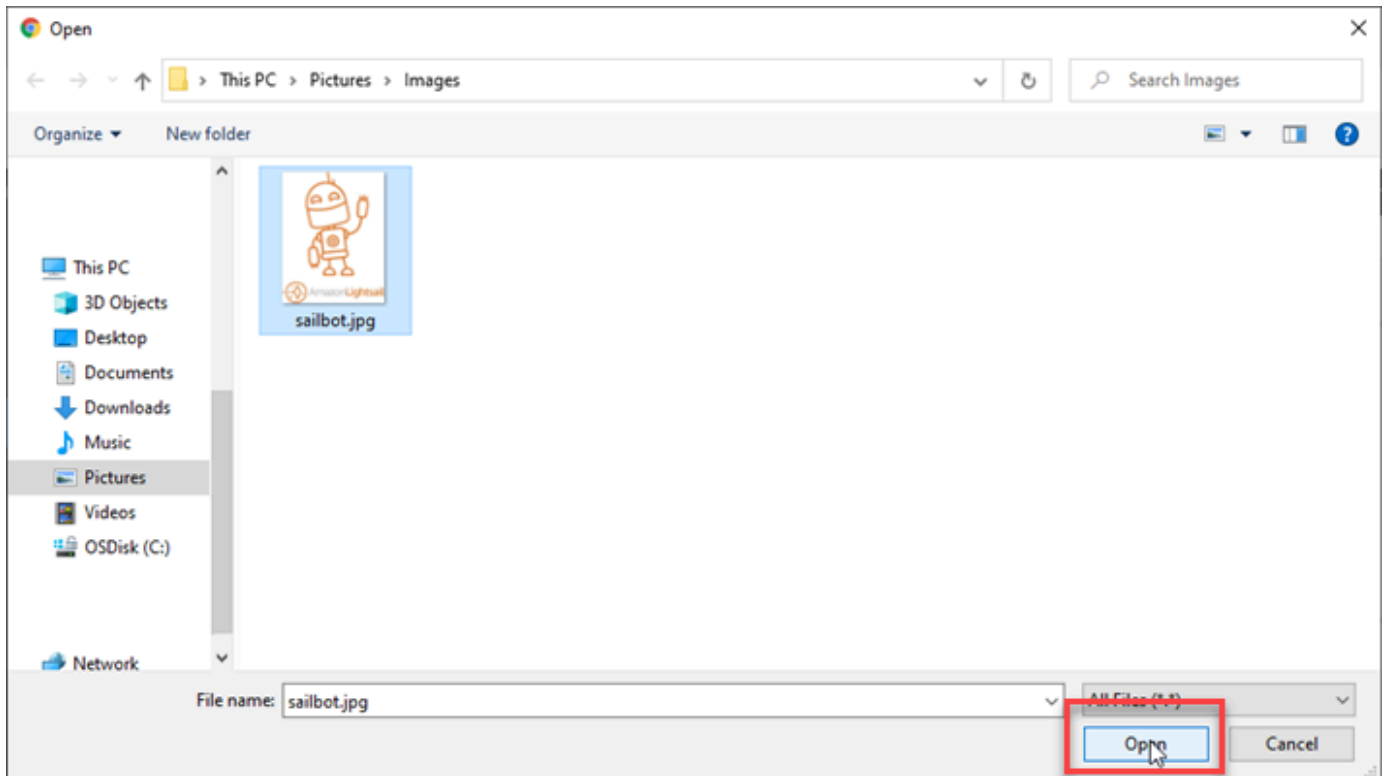 Open
This PC > Pictures > Images
Search Images
Organize
New folder
sailbot.jpg
AmazonLightsail
This PC
3D Objects
Desktop
Documents
Downloads
Music
Pictures
Videos
OSDisk (C:)
Network
File name: sailbot.jpg
All Files (*.*)
Open Cancel